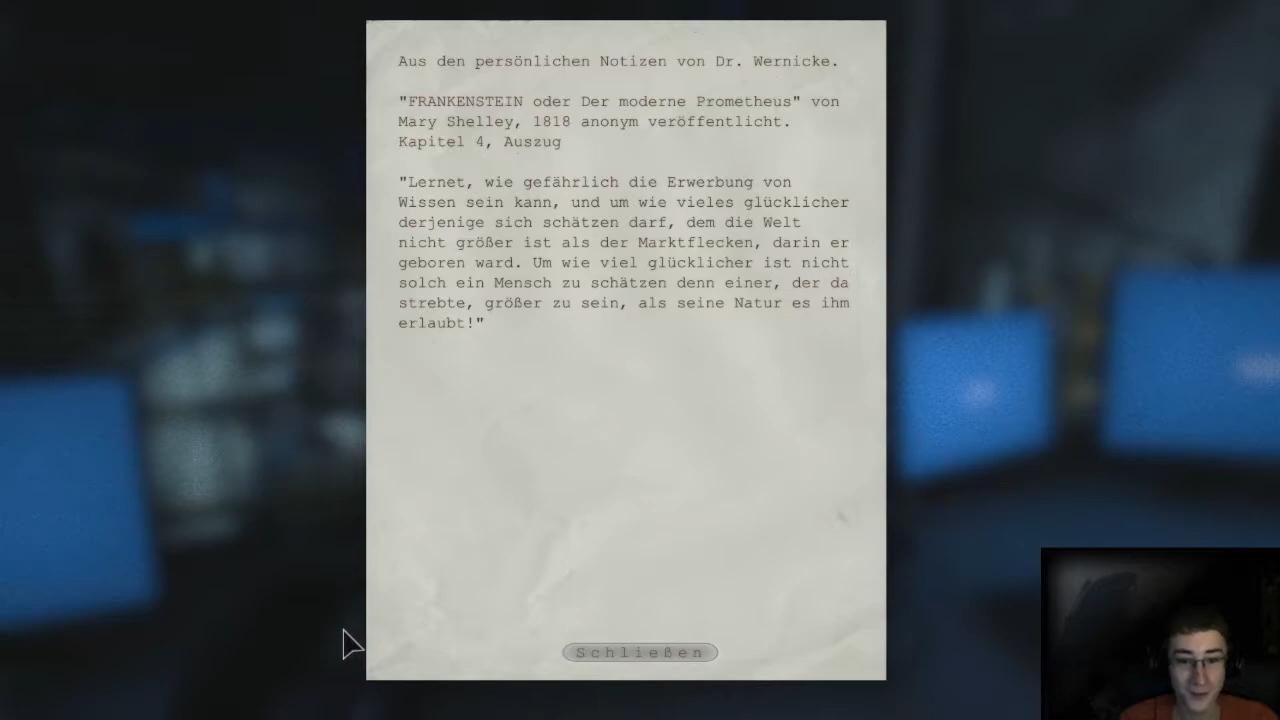 Aus den persönlichen Notizen von Dr. Wernicke.
"FRANKENSTEIN oder Der moderne Prometheus" von
Mary Shelley, 1818 anonym veröffentlicht.
Kapitel 4, Auszug
"Lernet, wie gefährlich die Erwerbung von
Wissen sein kann, und um wie vieles glücklicher
derjenige sich schätzen darf, dem die Welt
nicht größer ist als der Marktflecken, darin er
geboren ward. Um wie viel glücklicher ist nicht
solch ein Mensch zu schätzen denn einer, der da
strebte, größer zu sein, als seine Natur es ihm
erlaubt!"
Schließen